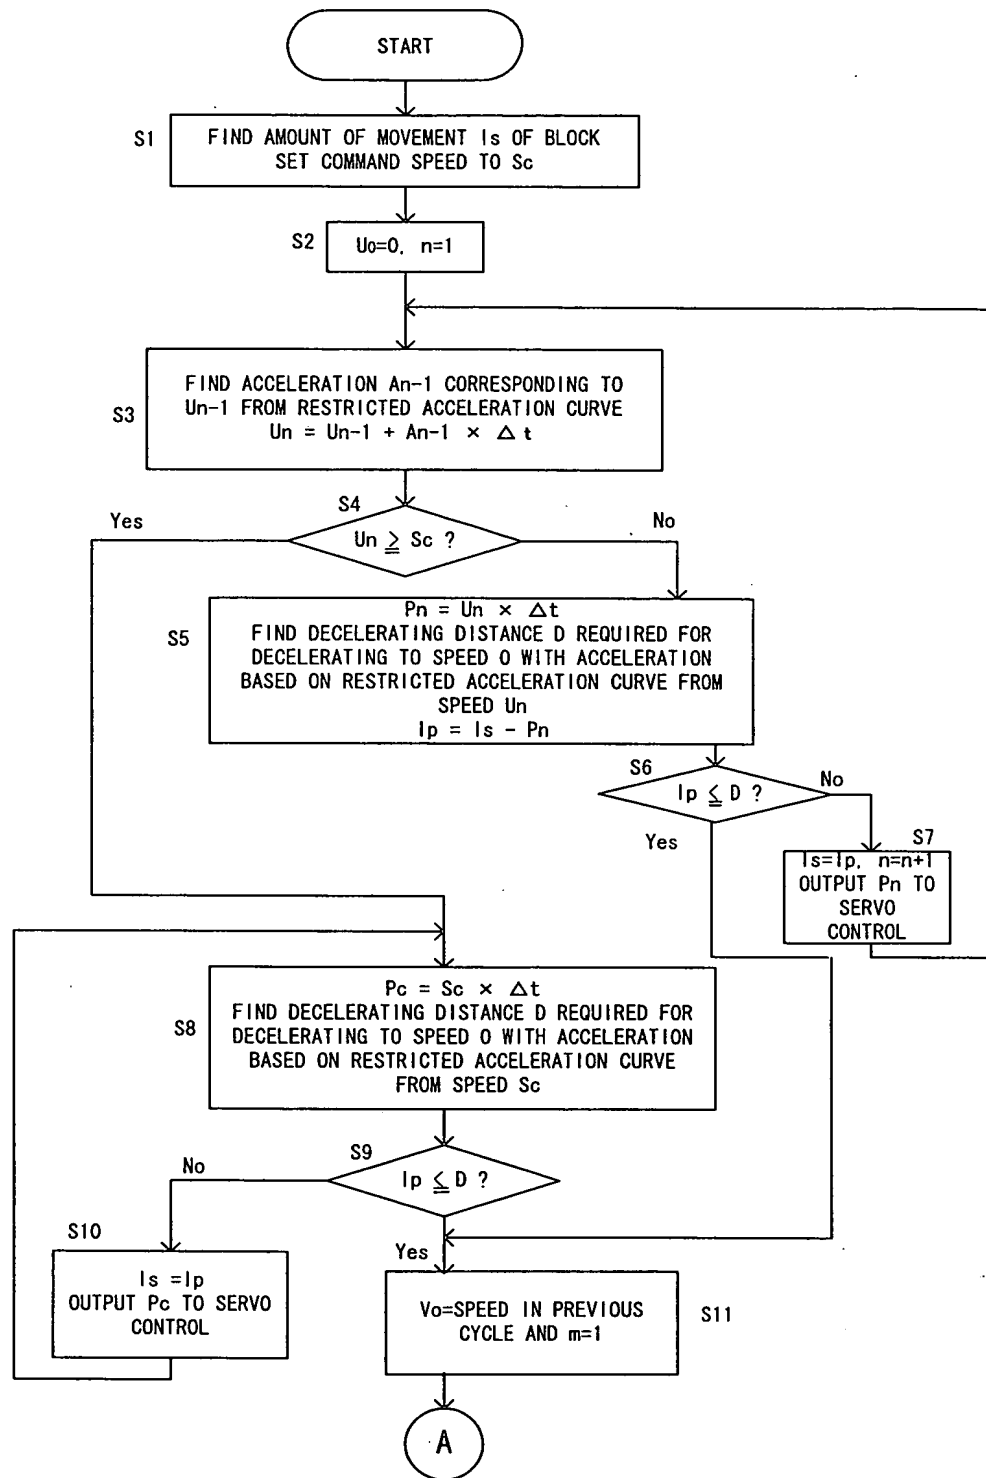 START
S1
FIND AMOUNT OF MOVEMENT Is OF BLOCK
SET COMMAND SPEED TO Sc
S2
Uo=0, n=1
S3
FIND ACCELERATION An-1 CORRESPONDING TO
Un-1 FROM RESTRICTED ACCELERATION CURVE
Un = Un-1 + An-1 × △t
S4
Yes
Un ≧ Sc ?
No
S5
Pn = Un × △t
FIND DECELERATING DISTANCE D REQUIRED FOR
DECELERATING TO SPEED 0 WITH ACCELERATION
BASED ON RESTRICTED ACCELERATION CURVE FROM
SPEED Un
Ip = Is - Pn
S6
Ip ≦ D ?
No
Yes
S7
Is=Ip, n=n+1
OUTPUT Pn TO
SERVO
CONTROL
S8
Pc = Sc × △t
FIND DECELERATING DISTANCE D REQUIRED FOR
DECELERATING TO SPEED 0 WITH ACCELERATION
BASED ON RESTRICTED ACCELERATION CURVE
FROM SPEED Sc
S9
No
Ip ≦ D ?
Yes
S10
Is =Ip
OUTPUT Pc TO SERVO
CONTROL
S11
Vo=SPEED IN PREVIOUS
CYCLE AND m=1
A